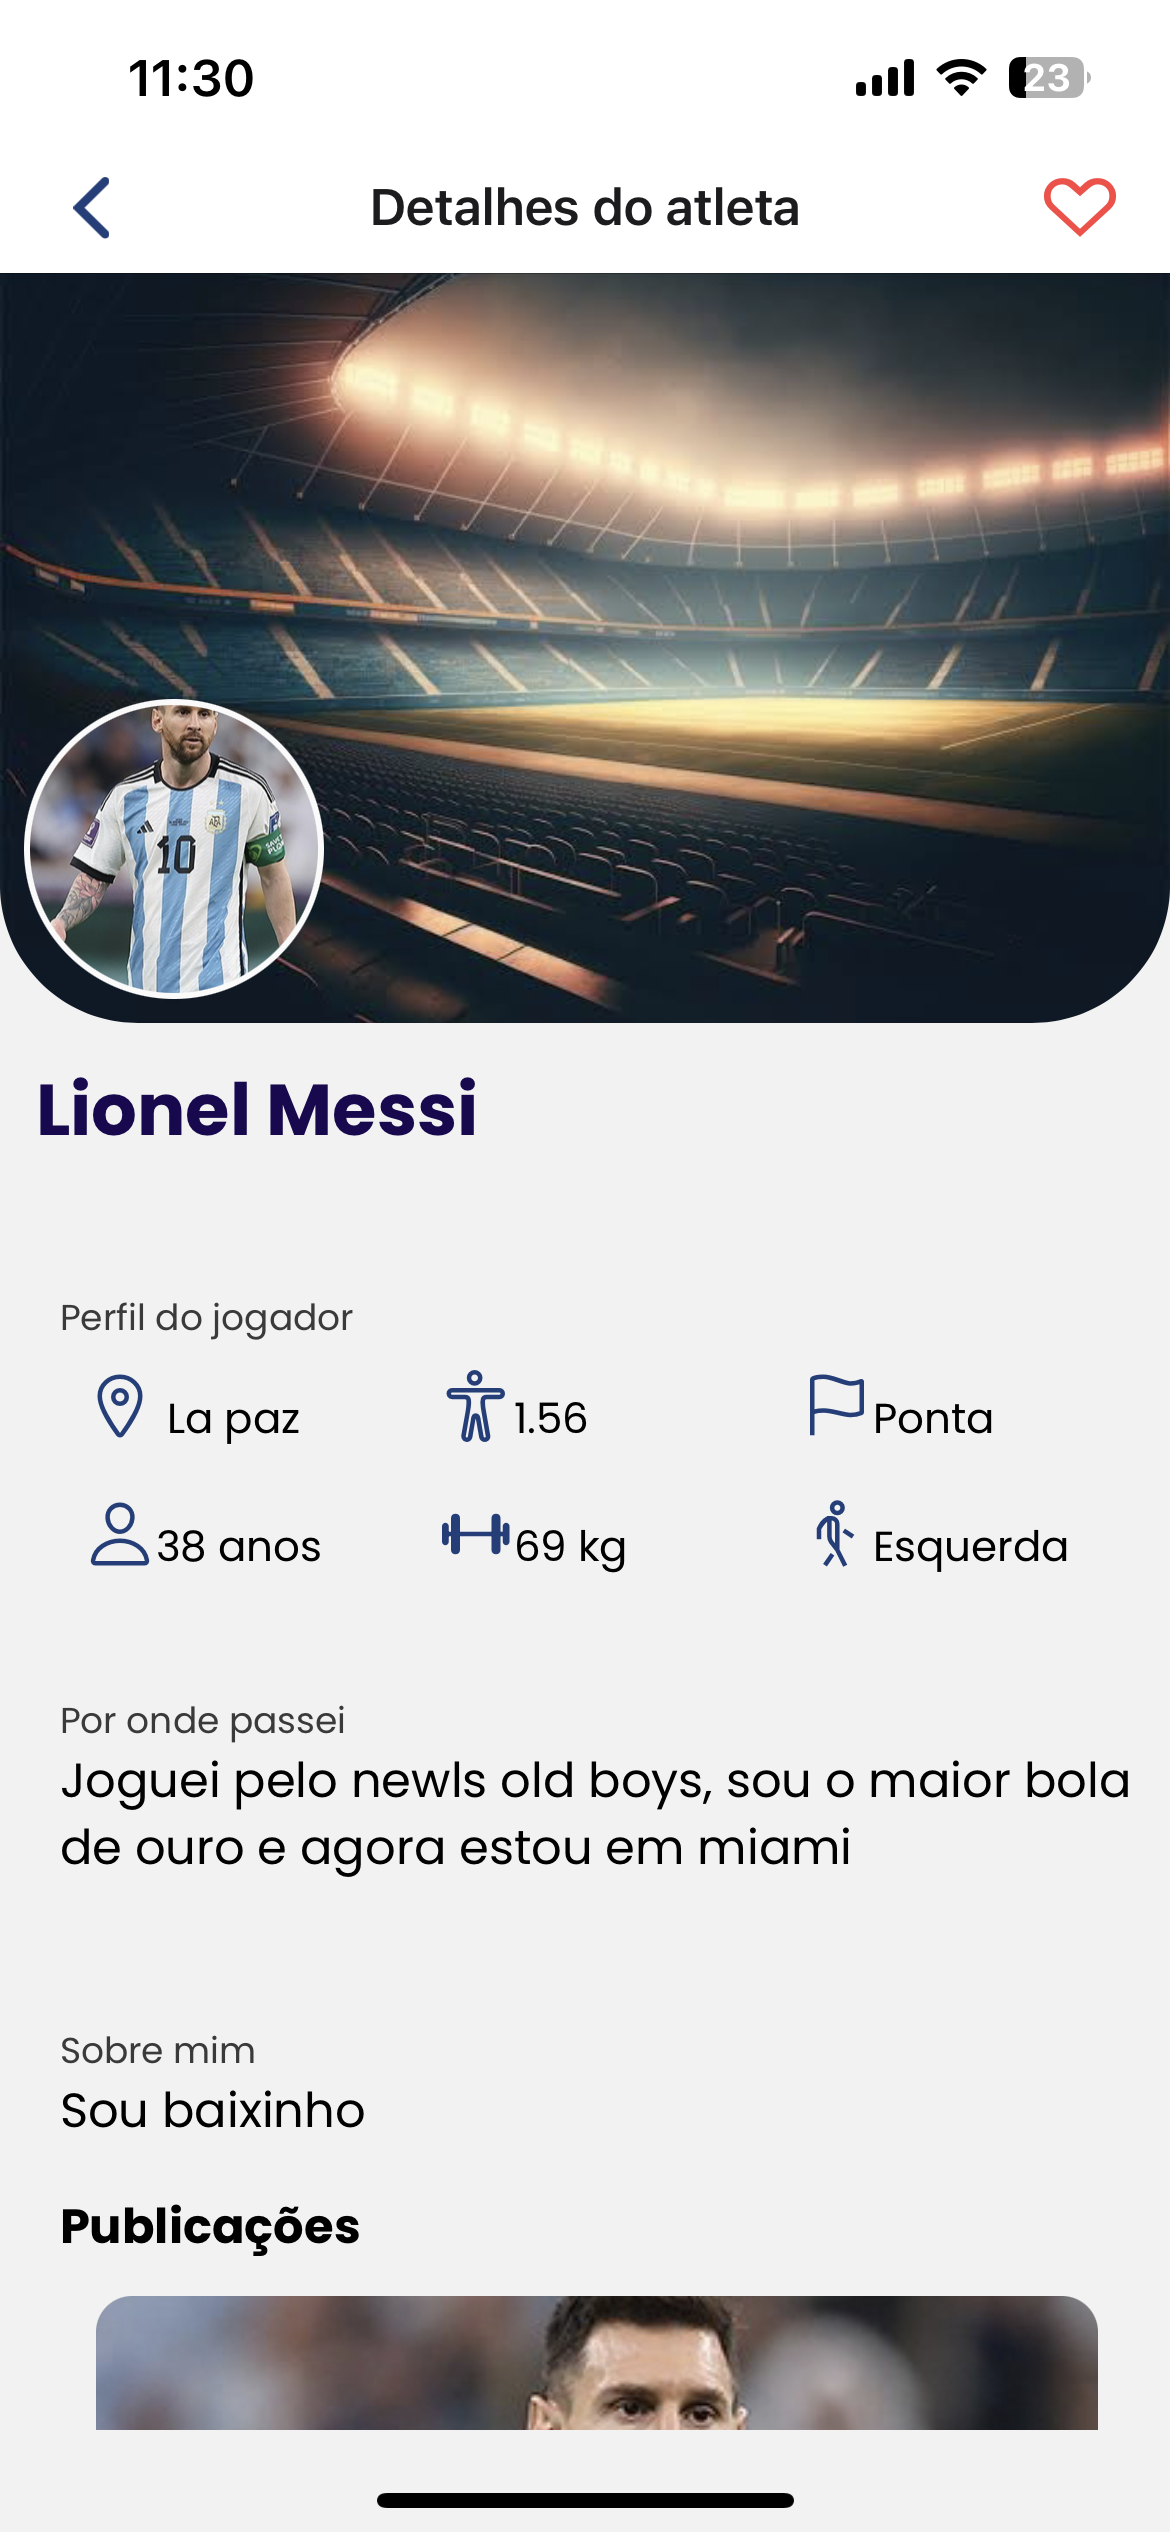 11:30
23
Detalhes do atleta
10
Lionel Messi
Perfil do jogador
La paz
1.56
Ponta
38 anos
69 kg
Esquerda
Por onde passei
Joguei pelo newls old boys, sou o maior bola
de ouro e agora estou em miami
Sobre mim
Sou baixinho
Publicações